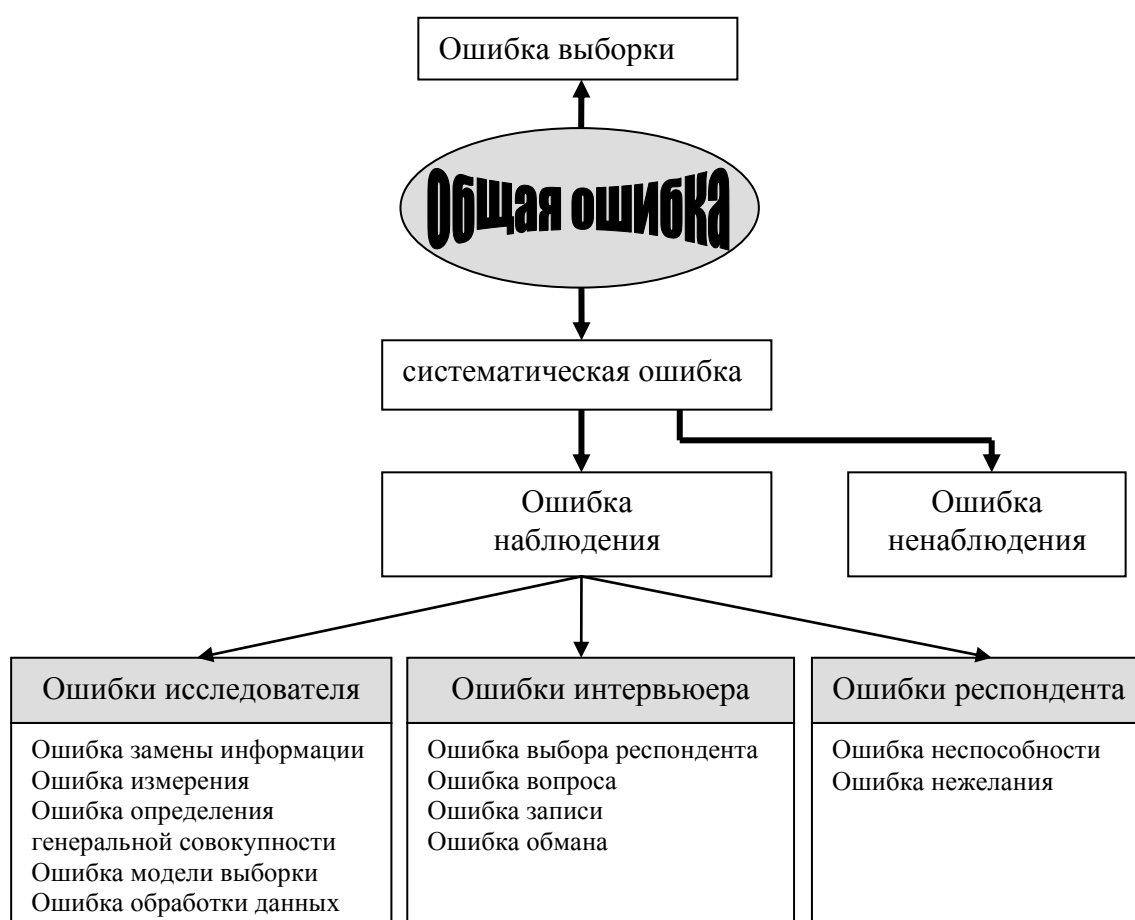 Ошибка выборки
Общая ошибка
систематическая ошибка
Ошибка
наблюдения
Ошибка
ненаблюдения
Ошибки исследователя
Ошибка замены информации
Ошибка измерения
Ошибка определения
генеральной совокупности
Ошибка модели выборки
Ошибка обработки данных
Ошибки интервьюера
Ошибка выбора респондента
Ошибка вопроса
Ошибка записи
Ошибка обмана
Ошибки респондента
Ошибка неспособности
Ошибка нежелания